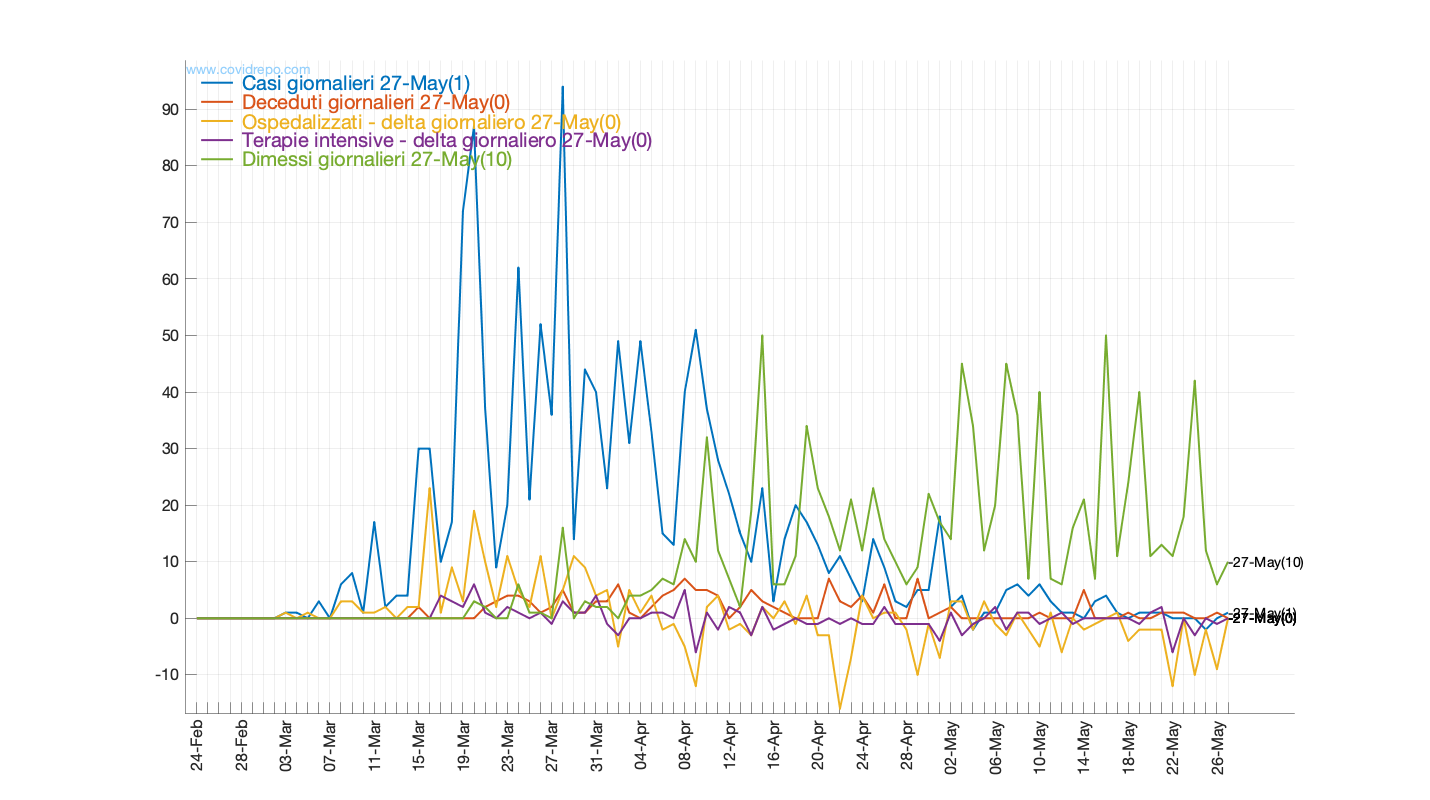 www.covidrepo.com
Casi giornalieri 27-May(1)
Deceduti giornalieri 27-May(0)
Ospedalizzati - delta giornaliero 27-May(0)
Terapie intensive - delta giornaliero 27-May(0)
Dimessi giornalieri 27-May(10)
90
80
70
60
50
40
30
20
10
0
-10
-27-May(10)
-27-May(1)
-27-May(0)
24-Feb
28-Feb
03-Mar
07-Mar
11-Mar
15-Mar
19-Mar
23-Mar
27-Mar
31-Mar
04-Apr
08-Apr
12-Apr
16-Apr
20-Apr
24-Apr
28-Apr
02-May
06-May
10-May
14-May
18-May
22-May
26-May